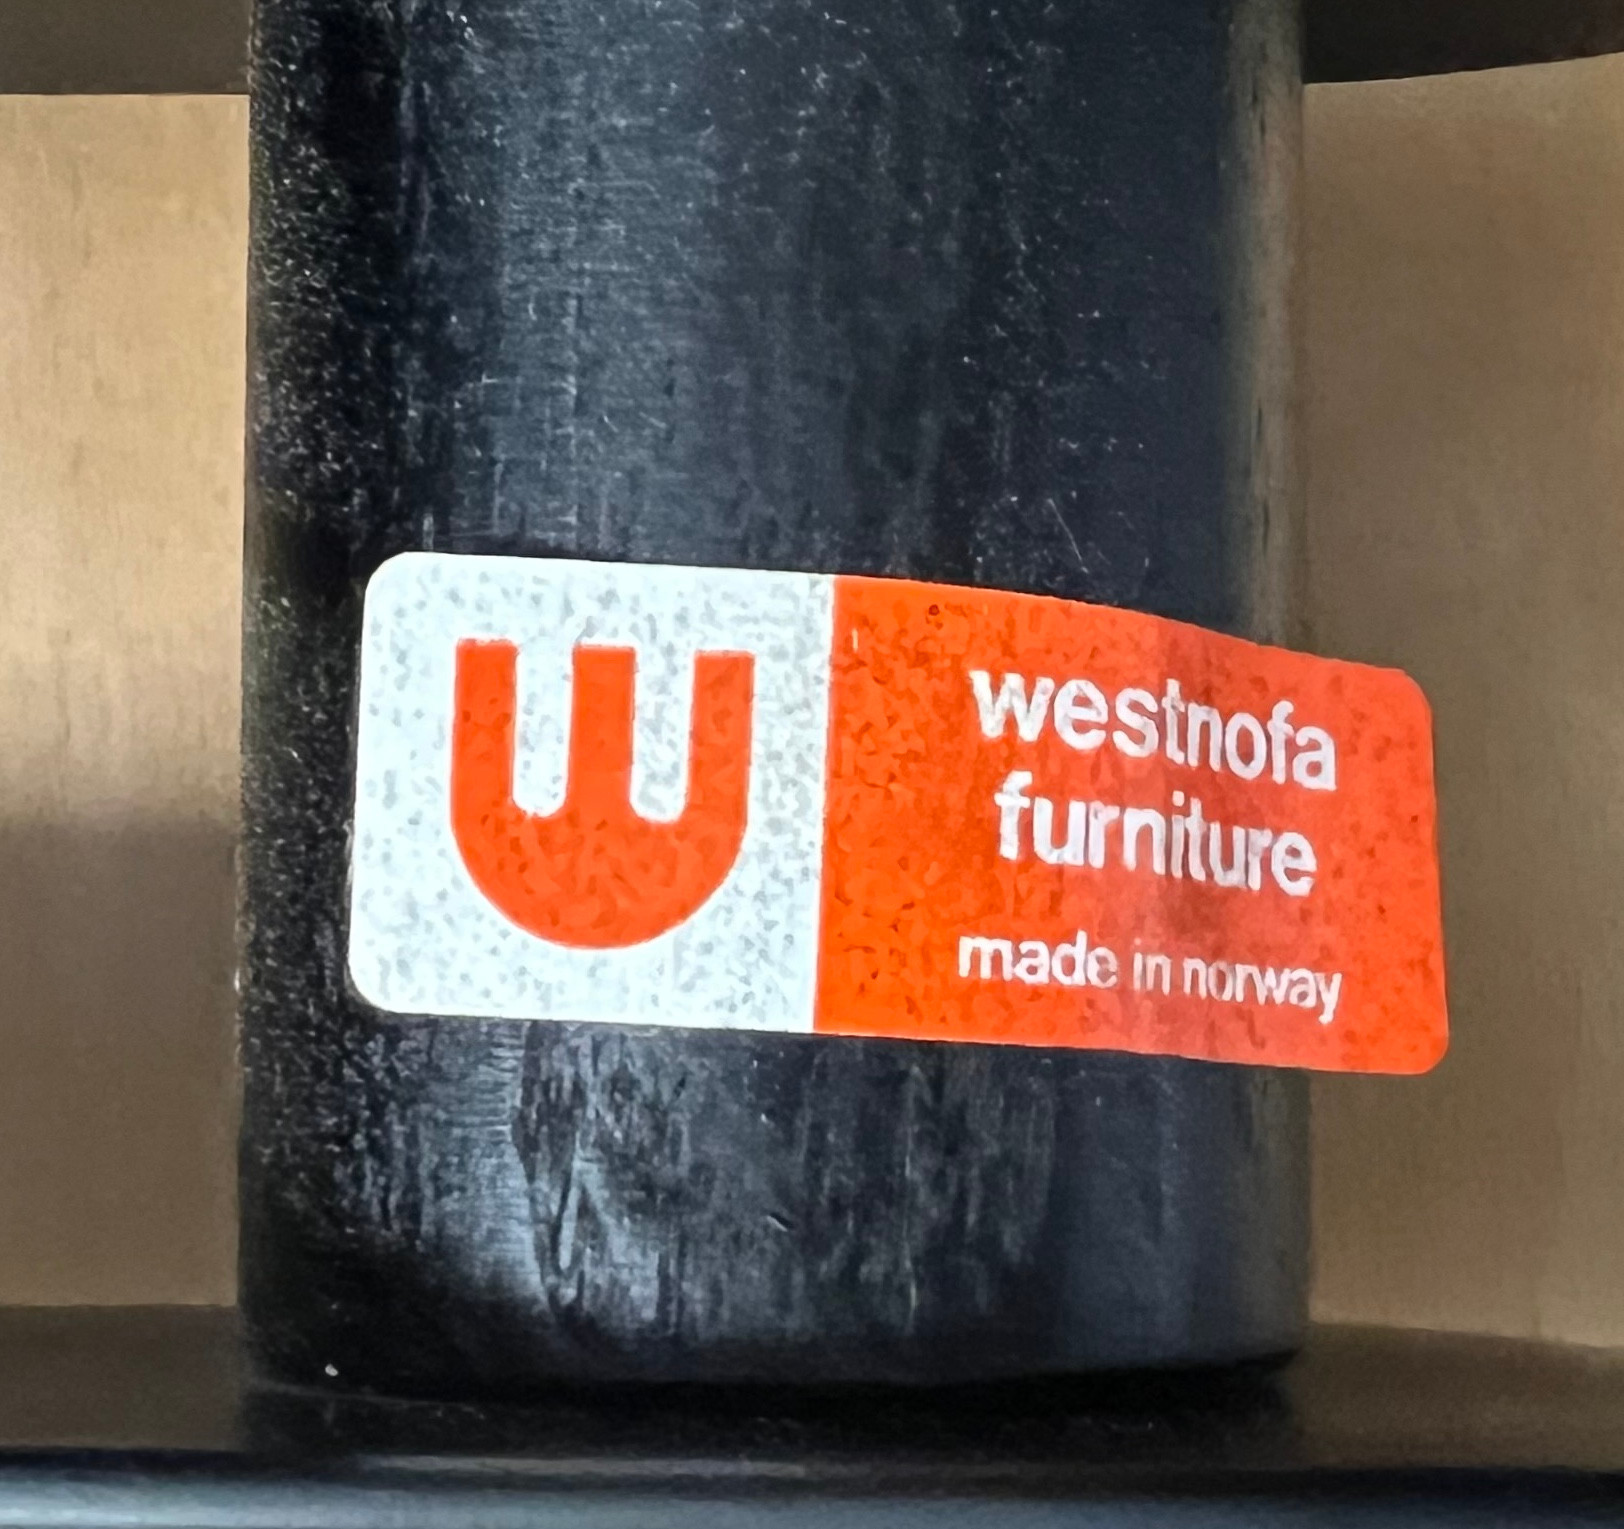 w
westnofa
furniture
made in norway